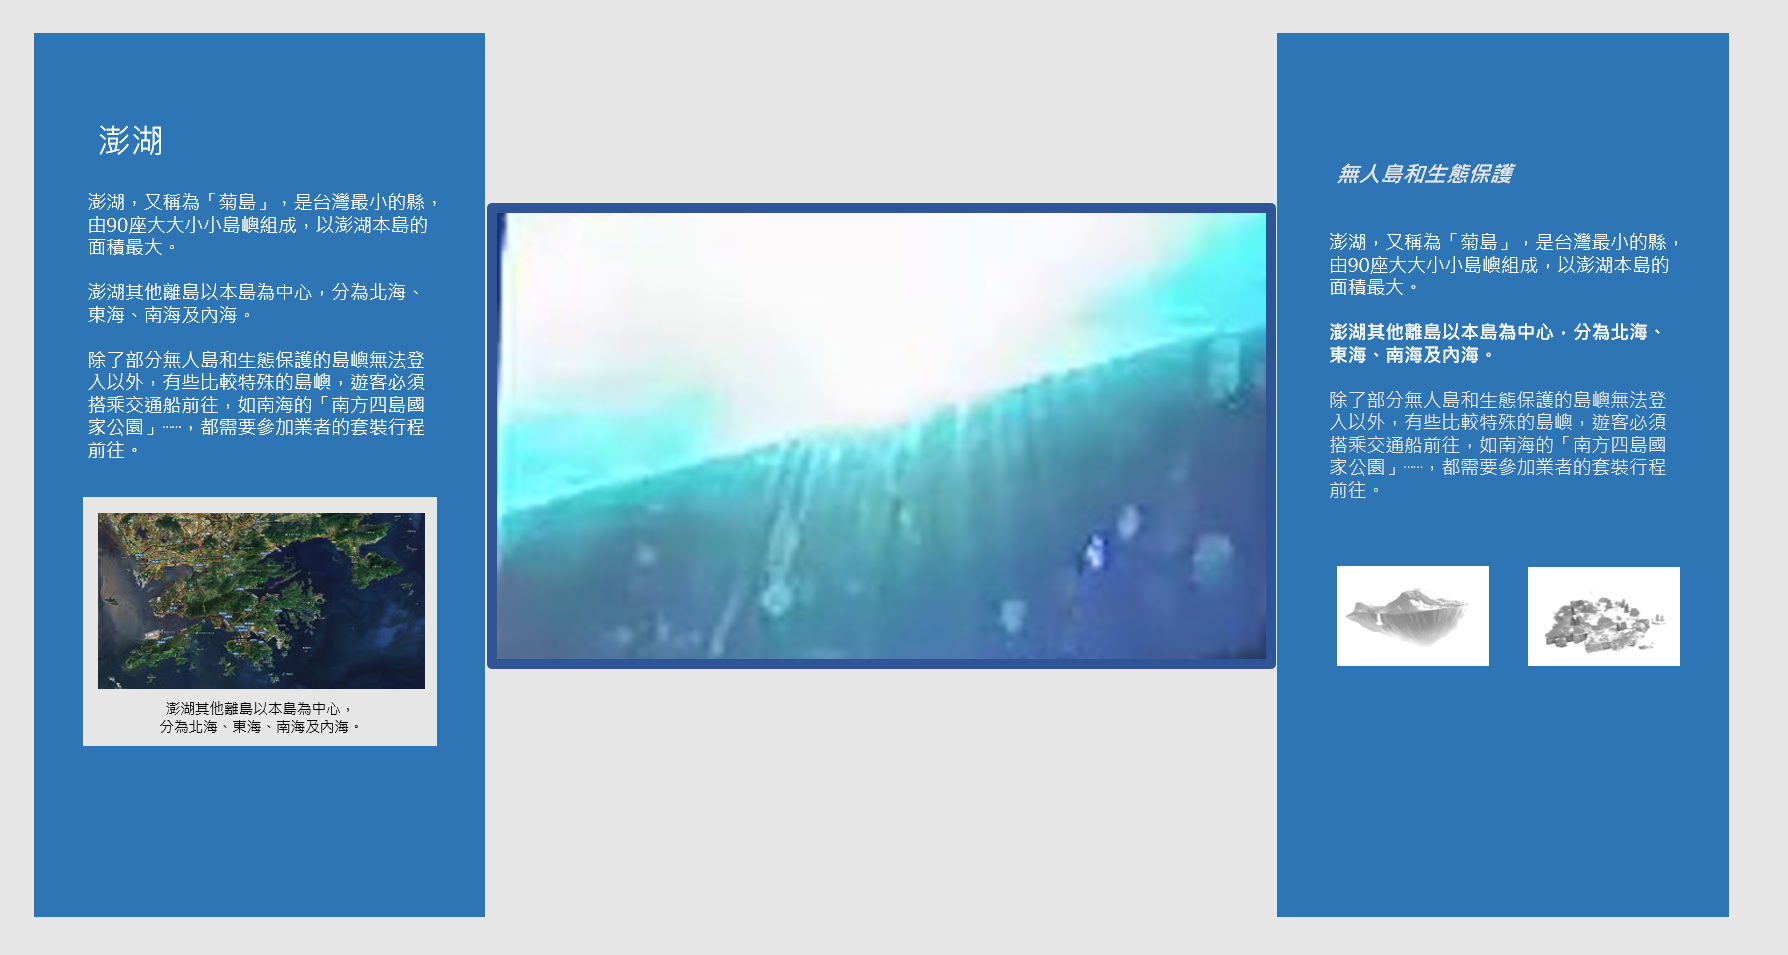 澎湖
澎湖，又稱為「菊島」，是台灣最小的縣，
由90座大大小小島嶼組成，以澎湖本島的
面積最大。
澎湖其他離島以本島為中心，分為北海、
東海、南海及內海。
除了部分無人島和生態保護的島嶼無法登
入以外，有些比較特殊的島嶼，遊客必須
搭乘交通船前往，如南海的「南方四島國
家公園」……，都需要參加業者的套裝行程
前往。
澎湖其他離島以本島為中心，
分為北海、東海、南海及內海。
無人島和生態保護
澎湖，又稱為「菊島」，是台灣最小的縣，
由90座大大小小島嶼組成，以澎湖本島的
面積最大。
澎湖其他離島以本島為中心，分為北海、
東海、南海及內海。
除了部分無人島和生態保護的島嶼無法登
入以外，有些比較特殊的島嶼，遊客必須
搭乘交通船前往，如南海的「南方四島國
家公園」……，都需要參加業者的套裝行程
前往。